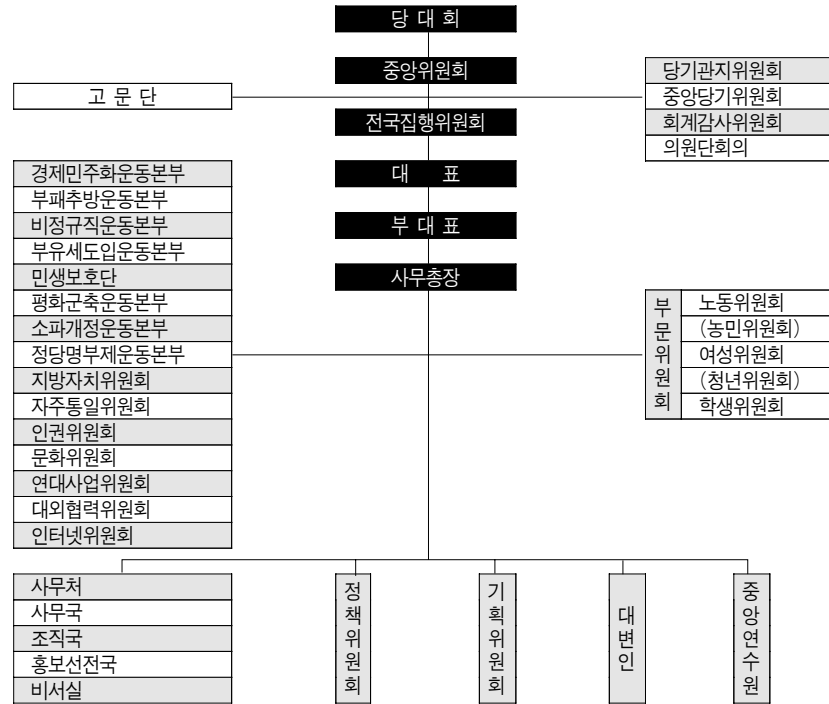 당 대 회
중앙위원회
고 문 단
당기관지위원회
중앙당기위원회
회계감사위원회
의원단회의
전국집행위원회
대 표
부 대 표
사무총장
경제민주화운동본부
부패추방운동본부
비정규직운동본부
부유세도입운동본부
민생보호단
평화군축운동본부
소파개정운동본부
정당명부제운동본부
지방자치위원회
자주통일위원회
인권위원회
문화위원회
연대사업위원회
대외협력위원회
인터넷위원회
부문위원회
노동위원회
(농민위원회)
여성위원회
(청년위원회)
학생위원회
사무처
사무국
조직국
홍보선전국
비서실
정책위원회
기획위원회
대변인
중앙연수원